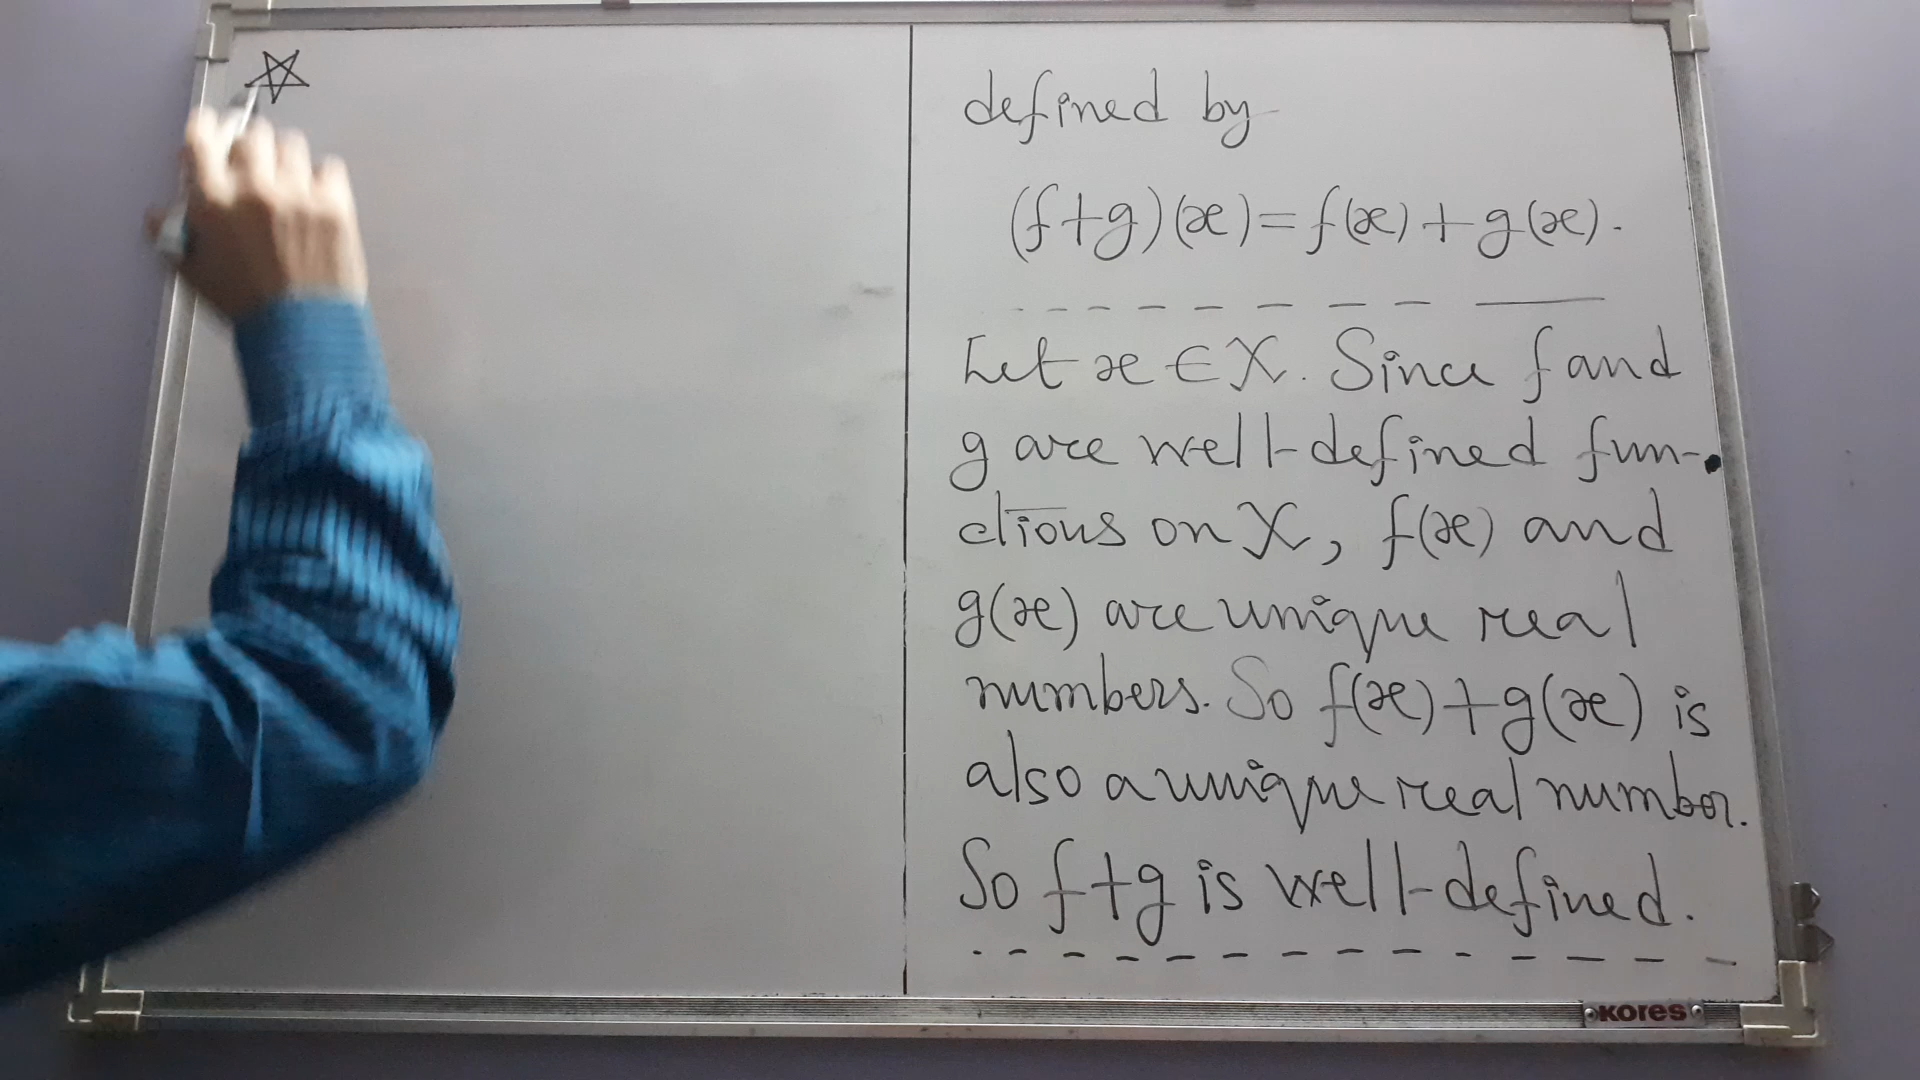 defined by
(f+g)(x)=f(x)+g(x).
Let x ∈ X. Since f and
g are well-defined fun-
ctions on X, f(x) and
g(x) are unique real
numbers. So f(x)+g(x) is
also a unique real number.
So f+g is well-defined.
KORES